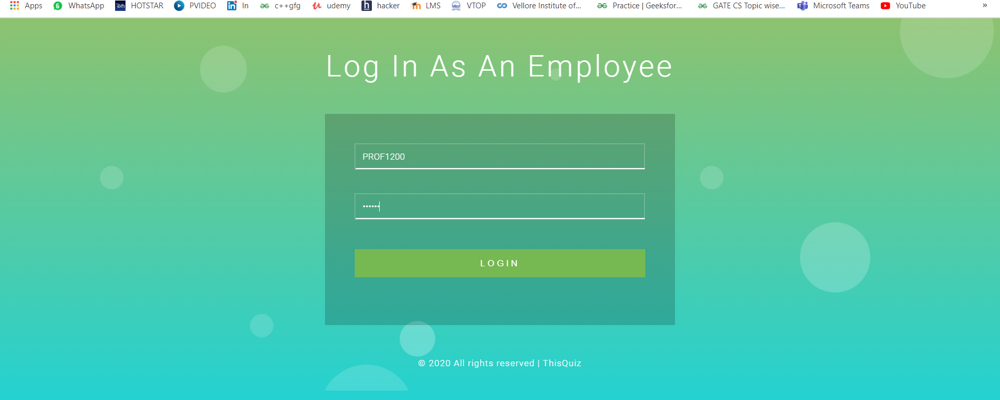 Apps WhatsApp HOTSTAR PVIDEO In c++gfg udemy hacker LMS VTOP Vellore Institute of... Practice | Geeksfor... GATE CS Topic wise... Microsoft Teams YouTube »
Log In As An Employee
PROF1200
••••••
LOGIN
© 2020 All rights reserved | ThisQuiz